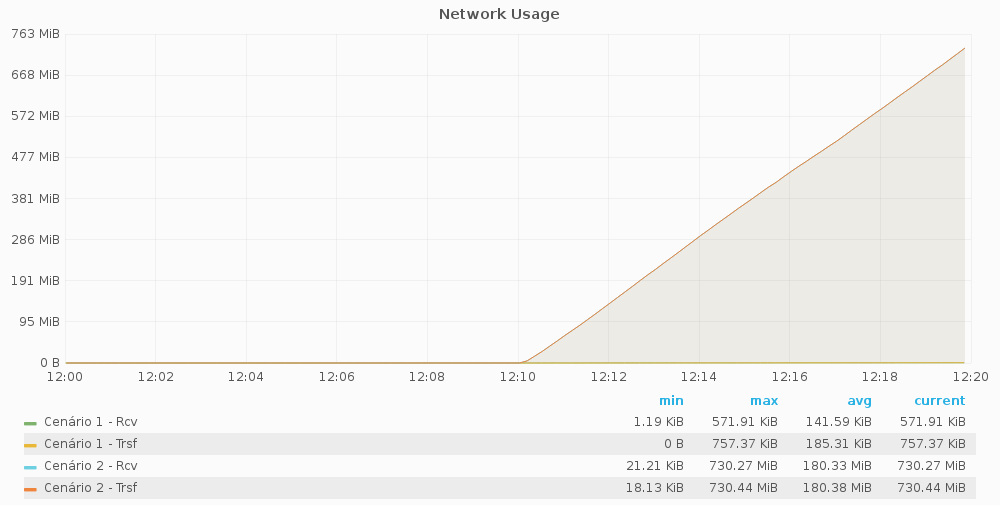 Network Usage
763 MiB
668 MiB
572 MiB
477 MiB
381 MiB
286 MiB
191 MiB
95 MiB
0 B
12:00 12:02 12:04 12:06 12:08 12:10 12:12 12:14 12:16 12:18 12:20
min max avg current
Cenário 1 - Rcv 1.19 KiB 571.91 KiB 141.59 KiB 571.91 KiB
Cenário 1 - Trsf 0 B 757.37 KiB 185.31 KiB 757.37 KiB
Cenário 2 - Rcv 21.21 KiB 730.27 MiB 180.33 MiB 730.27 MiB
Cenário 2 - Trsf 18.13 KiB 730.44 MiB 180.38 MiB 730.44 MiB